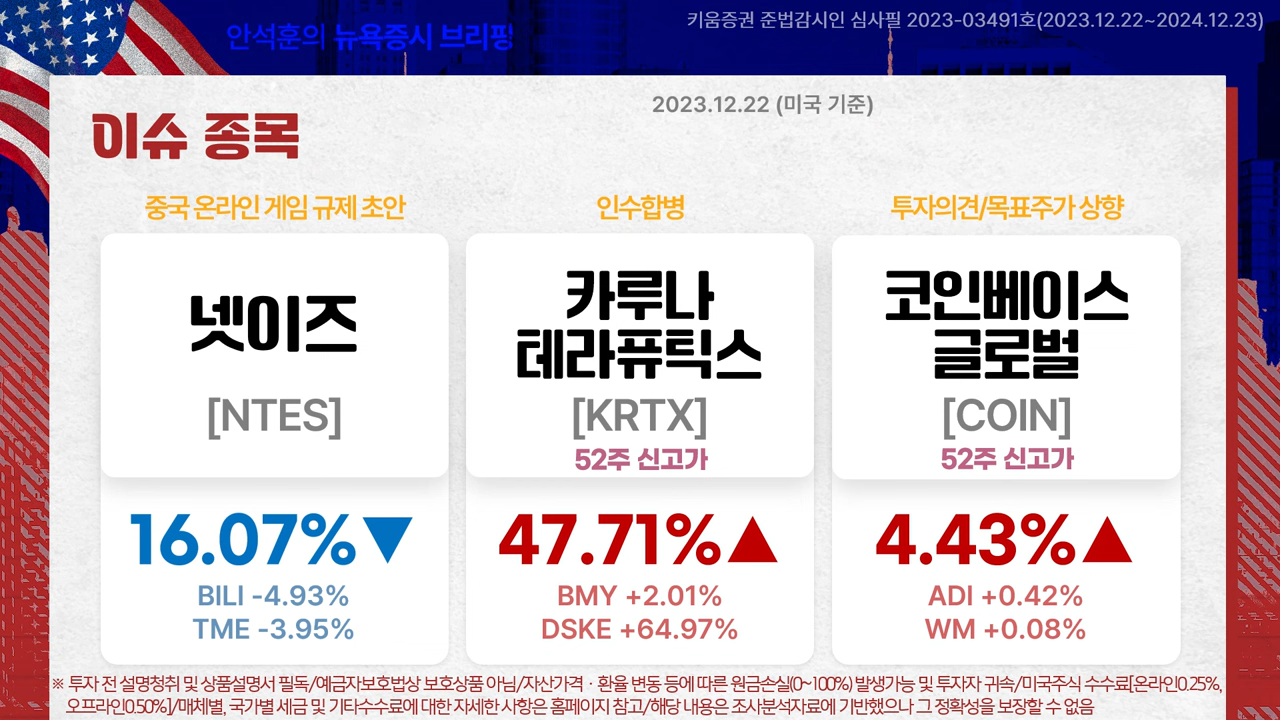 키움증권 준법감시인 심사필 2023-03491호(2023.12.22~2024.12.23)
안석훈의 뉴욕증시 브리핑
2023.12.22 (미국 기준)
이슈 종목
중국 온라인 게임 규제 초안
넷이즈
[NTES]
16.07%▼
BILI -4.93%
TME -3.95%
인수합병
카루나
테라퓨틱스
[KRTX]
52주 신고가
47.71%▲
BMY +2.01%
DSKE +64.97%
투자의견/목표주가 상향
코인베이스
글로벌
[COIN]
52주 신고가
4.43%▲
ADI +0.42%
WM +0.08%
※ 투자 전 설명청취 및 상품설명서 필독/예금자보호법상 보호상품 아님/자산가격 · 환율 변동 등에 따른 원금손실(0~100%) 발생가능 및 투자자 귀속/미국주식 수수료[온라인0.25%,
오프라인0.50%]/매체별, 국가별 세금 및 기타수수료에 대한 자세한 사항은 홈페이지 참고/해당 내용은 조사분석자료에 기반했으나 그 정확성을 보장할 수 없음